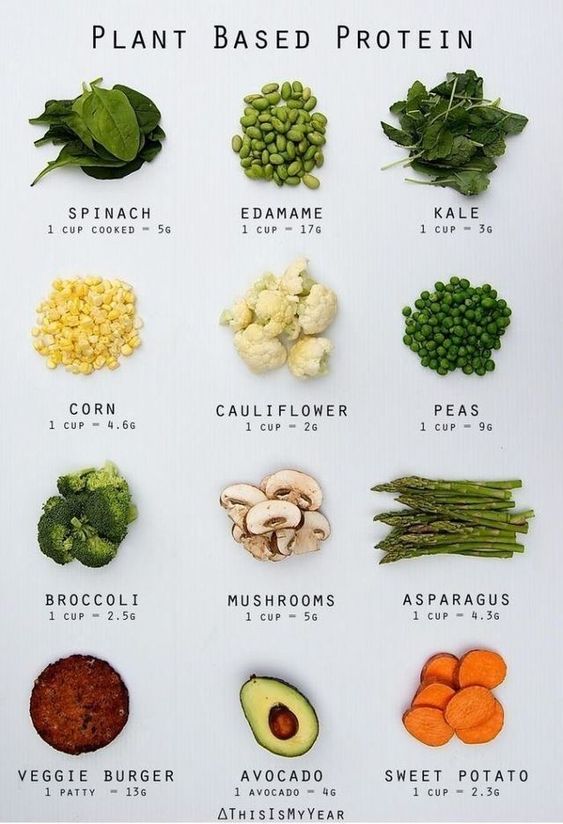 PLANT BASED PROTEIN
SPINACH
1 CUP COOKED = 5G
EDAMAME
1 CUP = 17G
KALE
1 CUP = 3G
CORN
1 CUP = 4.6G
CAULIFLOWER
1 CUP = 2G
PEAS
1 CUP = 9G
BROCCOLI
1 CUP = 2.5G
MUSHROOMS
1 CUP = 5G
ASPARAGUS
1 CUP = 4.3G
VEGGIE BURGER
1 PATTY = 13G
AVOCADO
1 AVOCADO = 4G
SWEET POTATO
1 CUP = 2.3G
ΔTHISISMYYEAR